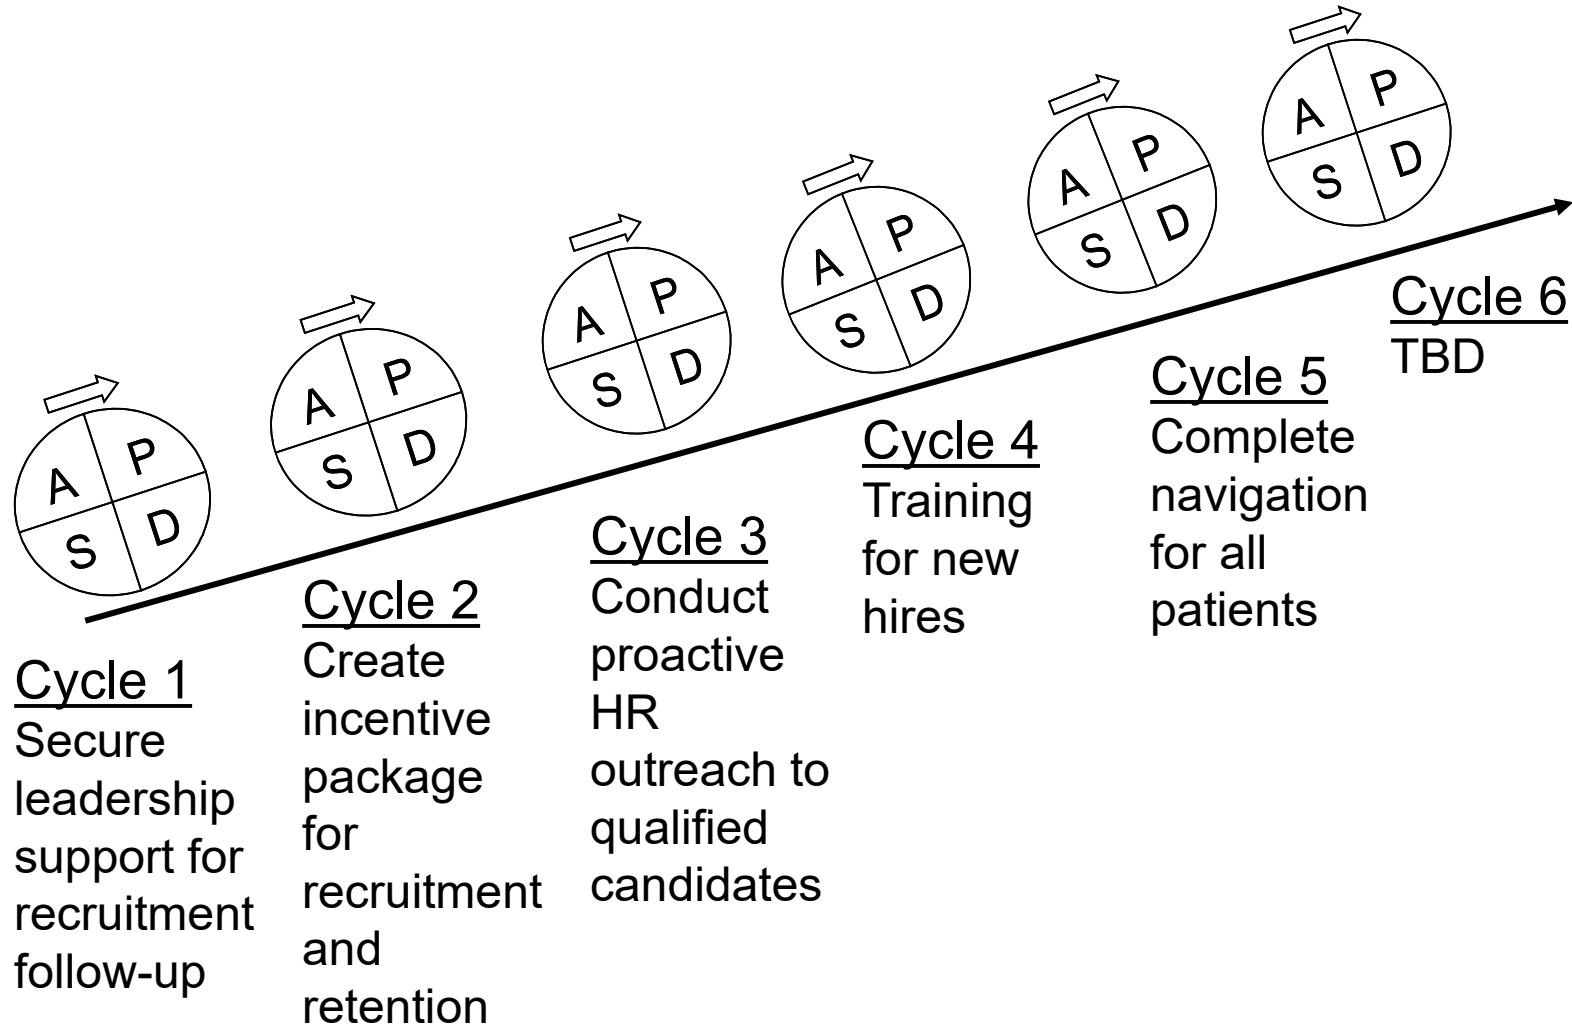 A P
S D
A P
S D
A P
S D
A P
S D
A P
S D
A P
S D
Cycle 1
Secure
leadership
support for
recruitment
follow-up
Cycle 2
Create
incentive
package
for
recruitment
and
retention
Cycle 3
Conduct
proactive
HR
outreach to
qualified
candidates
Cycle 4
Training
for new
hires
Cycle 5
Complete
navigation
for all
patients
Cycle 6
TBD